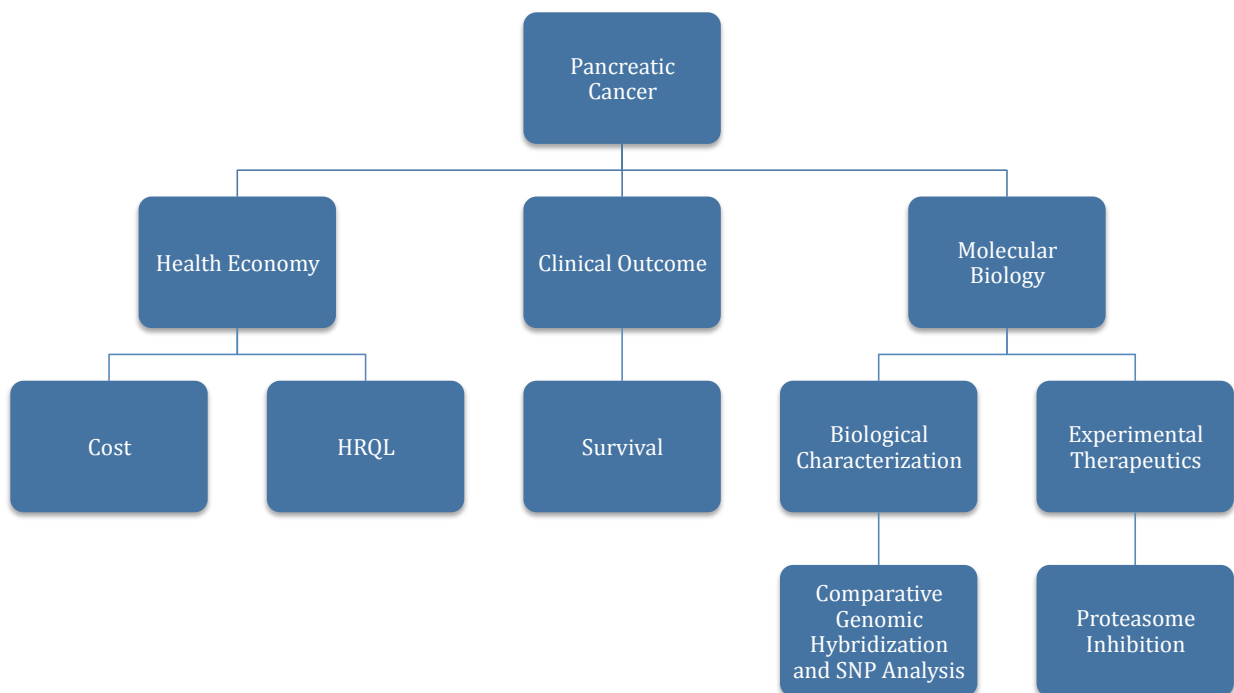 Pancreatic
Cancer
Health Economy
Clinical Outcome
Molecular
Biology
Cost
HRQL
Survival
Biological
Characterization
Experimental
Therapeutics
Comparative
Genomic
Hybridization
and SNP Analysis
Proteasome
Inhibition